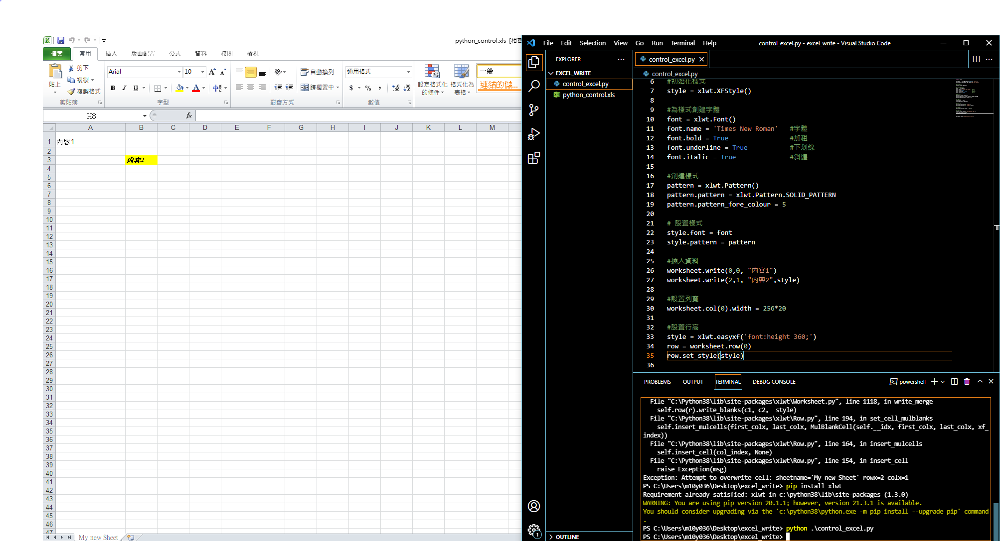 python_control.xls [相容
檔案 常用 插入 版面配置 公式 資料 校閱 檢視
貼上
剪下
複製
複製格式
剪貼簿
Arial 10
B I U
字型
自動換列
跨欄置中
對齊方式
通用格式
$ % ,
數值
設定格式化的條件
格式化為表格
一般
連結的儲...
H8 fx
A B C D E F G H I J K L M
1 內容1
2
3 內容2
4
5
6
7
8
9
10
11
12
13
14
15
16
17
18
19
20
21
22
23
24
25
26
27
28
29
30
31
32
33
34
35
36
37
38
39
40
41
42
43
44
45
46
47
My new Sheet
File Edit Selection View Go Run Terminal Help control_excel.py - excel_write - Visual Studio Code
EXPLORER ...
EXCEL_WRITE
control_excel.py
python_control.xls
OUTLINE
1
control_excel.py
control_excel.py
6 #初始化樣式
7 style = xlwt.XFStyle()
8
9 #為樣式創建字體
10 font = xlwt.Font()
11 font.name = 'Times New Roman' #字體
12 font.bold = True #加粗
13 font.underline = True #下划線
14 font.italic = True #斜體
15
16 #創建樣式
17 pattern = xlwt.Pattern()
18 pattern.pattern = xlwt.Pattern.SOLID_PATTERN
19 pattern.pattern_fore_colour = 5
20
21 # 設置樣式
22 style.font = font
23 style.pattern = pattern
24
25 #插入資料
26 worksheet.write(0,0, "內容1")
27 worksheet.write(2,1, "內容2",style)
28
29 #設置列寬
30 worksheet.col(0).width = 256*20
31
32 #設置行高
33 style = xlwt.easyxf('font:height 360;')
34 row = worksheet.row(0)
35 row.set_style(style)
36
PROBLEMS OUTPUT TERMINAL DEBUG CONSOLE powershell
File "C:\Python38\lib\site-packages\xlwt\Worksheet.py", line 1118, in write_merge
self.row(r).write_blanks(c1, c2,  style)
File "C:\Python38\lib\site-packages\xlwt\Row.py", line 194, in set_cell_mulblanks
self.insert_mulcells(first_colx, last_colx, MulBlankCell(self.__idx, first_colx, last_colx, xf_
index))
File "C:\Python38\lib\site-packages\xlwt\Row.py", line 164, in insert_mulcells
self.insert_cell(col_index, None)
File "C:\Python38\lib\site-packages\xlwt\Row.py", line 154, in insert_cell
raise Exception(msg)
Exception: Attempt to overwrite cell: sheetname='My new Sheet' rowx=2 colx=1
PS C:\Users\m10y036\Desktop\excel_write> pip install xlwt
Requirement already satisfied: xlwt in c:\python38\lib\site-packages (1.3.0)
WARNING: You are using pip version 20.1.1; however, version 21.3.1 is available.
You should consider upgrading via the 'c:\python38\python.exe -m pip install --upgrade pip' command
.
PS C:\Users\m10y036\Desktop\excel_write> python .\control_excel.py
PS C:\Users\m10y036\Desktop\excel_write>